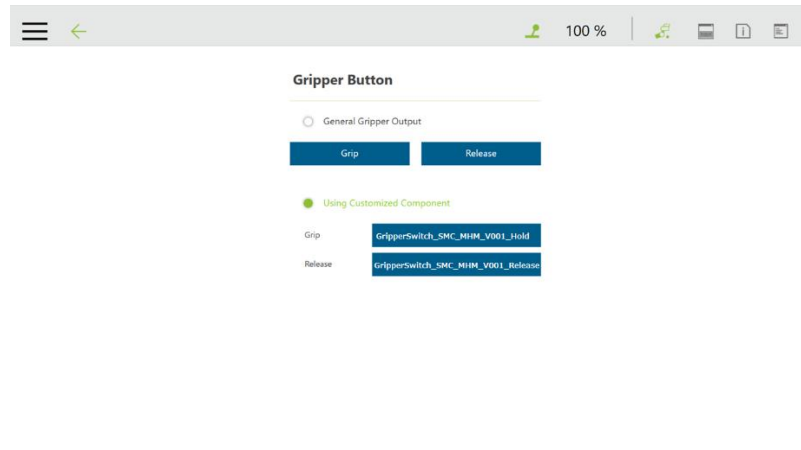 100 %
Gripper Button
General Gripper Output
Grip Release
Using Customized Component
Grip GripperSwitch_SMC_MHM_V001_Hold
Release GripperSwitch_SMC_MHM_V001_Release